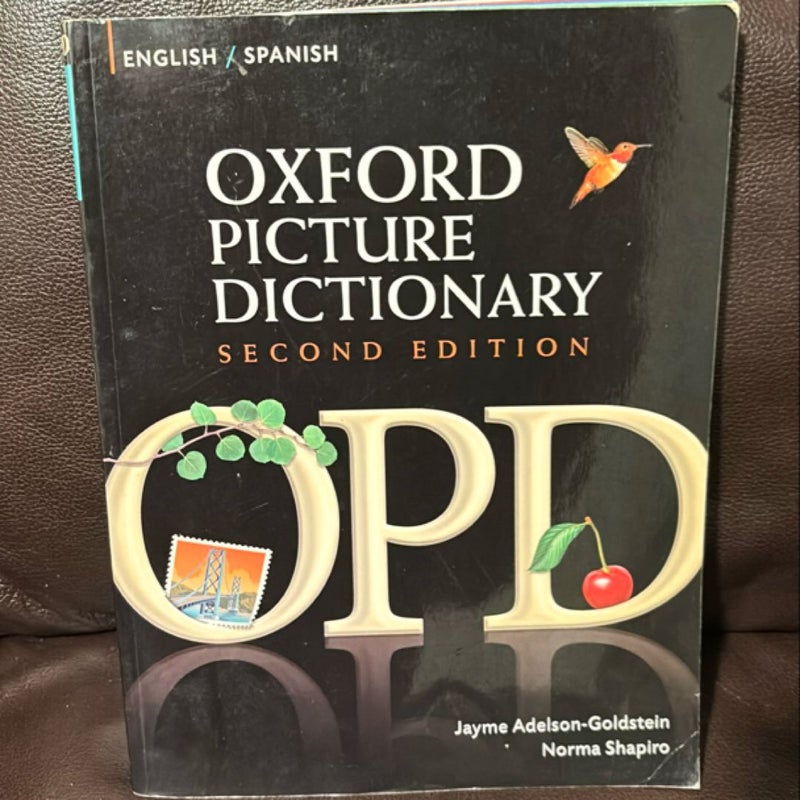 ENGLISH / SPANISH
OXFORD
PICTURE
DICTIONARY
SECOND EDITION
OPD
Jayme Adelson-Goldstein
Norma Shapiro